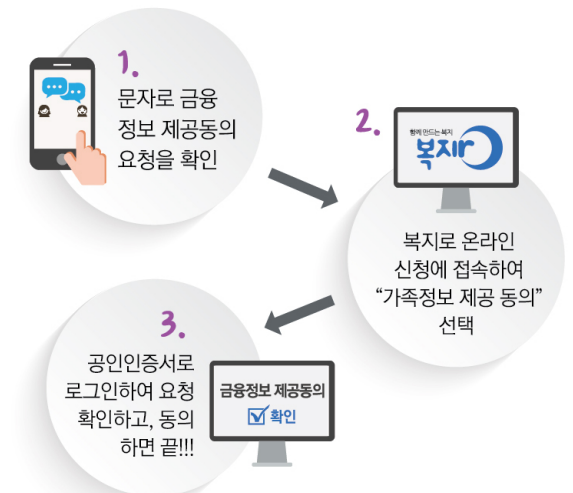 1.
문자로 금융
정보 제공동의
요청을 확인
2.
함께 만드는 복지
복지로
복지로 온라인
신청에 접속하여
“가족정보 제공 동의”
선택
3.
공인인증서로
로그인하여 요청
확인하고, 동의
하면 끝!!!
금융정보 제공동의
확인